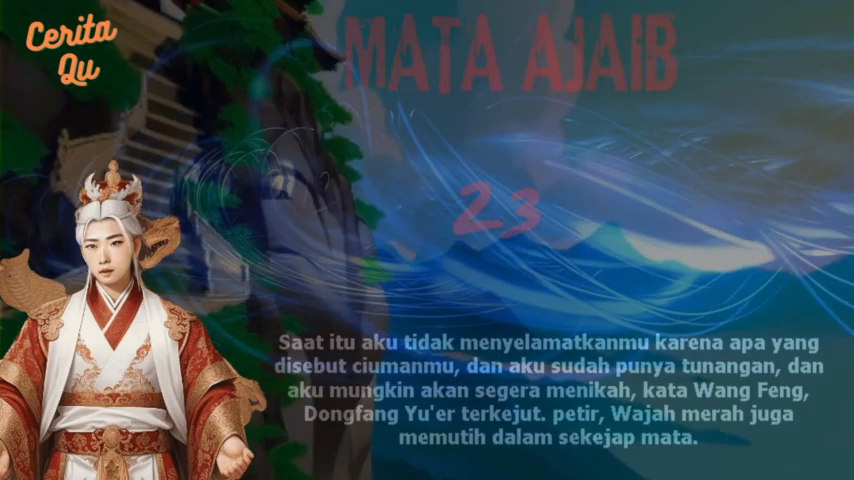 Cerita
Qu
MATA AJAIB
23
Saat itu aku tidak menyelamatkanmu karena apa yang
disebut ciumanmu, dan aku sudah punya tunangan, dan
aku mungkin akan segera menikah, kata Wang Feng,
Dongfang Yu'er terkejut. petir, Wajah merah juga
memutih dalam sekejap mata.